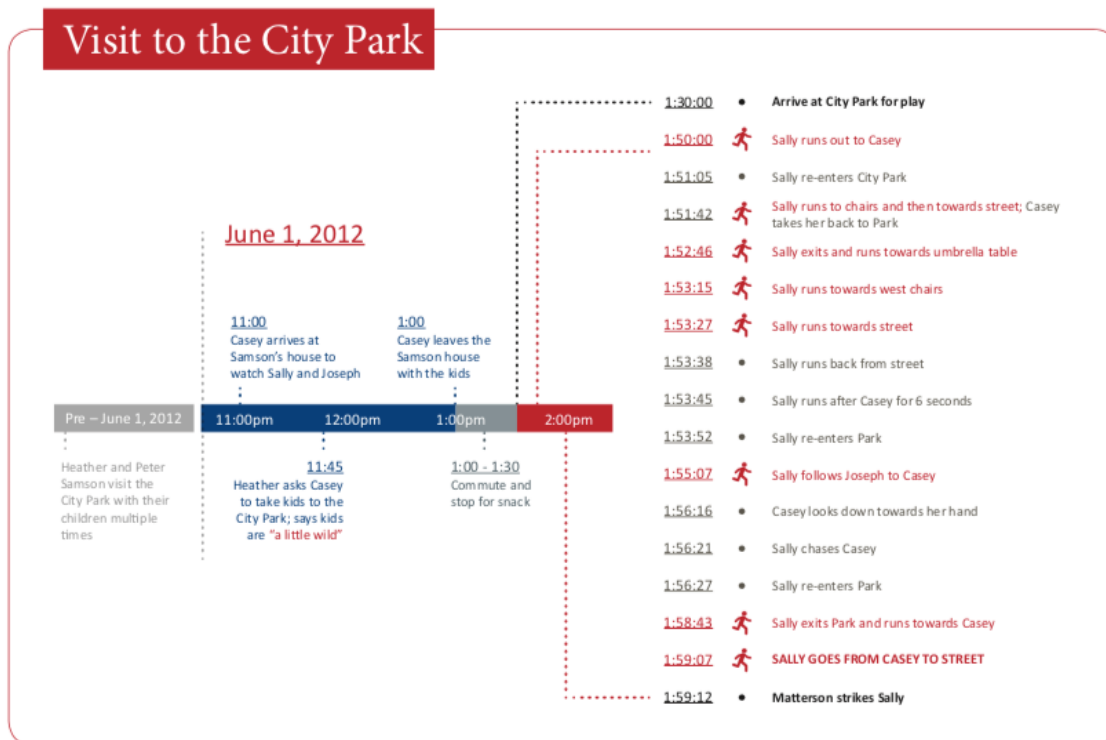 Visit to the City Park
June 1, 2012
11:00
Casey arrives at
Samson's house to
watch Sally and Joseph
1:00
Casey leaves the
Samson house
with the kids
Pre – June 1, 2012
11:00pm
12:00pm
1:00pm
2:00pm
Heather and Peter
Samson visit the
City Park with their
children multiple
times
11:45
Heather asks Casey
to take kids to the
City Park; says kids
are "a little wild"
1:00 - 1:30
Commute and
stop for snack
1:30:00 • Arrive at City Park for play
1:50:00 Sally runs out to Casey
1:51:05 • Sally re-enters City Park
1:51:42 Sally runs to chairs and then towards street; Casey
takes her back to Park
1:52:46 Sally exits and runs towards umbrella table
1:53:15 Sally runs towards west chairs
1:53:27 Sally runs towards street
1:53:38 • Sally runs back from street
1:53:45 • Sally runs after Casey for 6 seconds
1:53:52 • Sally re-enters Park
1:55:07 Sally follows Joseph to Casey
1:56:16 • Casey looks down towards her hand
1:56:21 • Sally chases Casey
1:56:27 • Sally re-enters Park
1:58:43 Sally exits Park and runs towards Casey
1:59:07 SALLY GOES FROM CASEY TO STREET
1:59:12 • Matterson strikes Sally